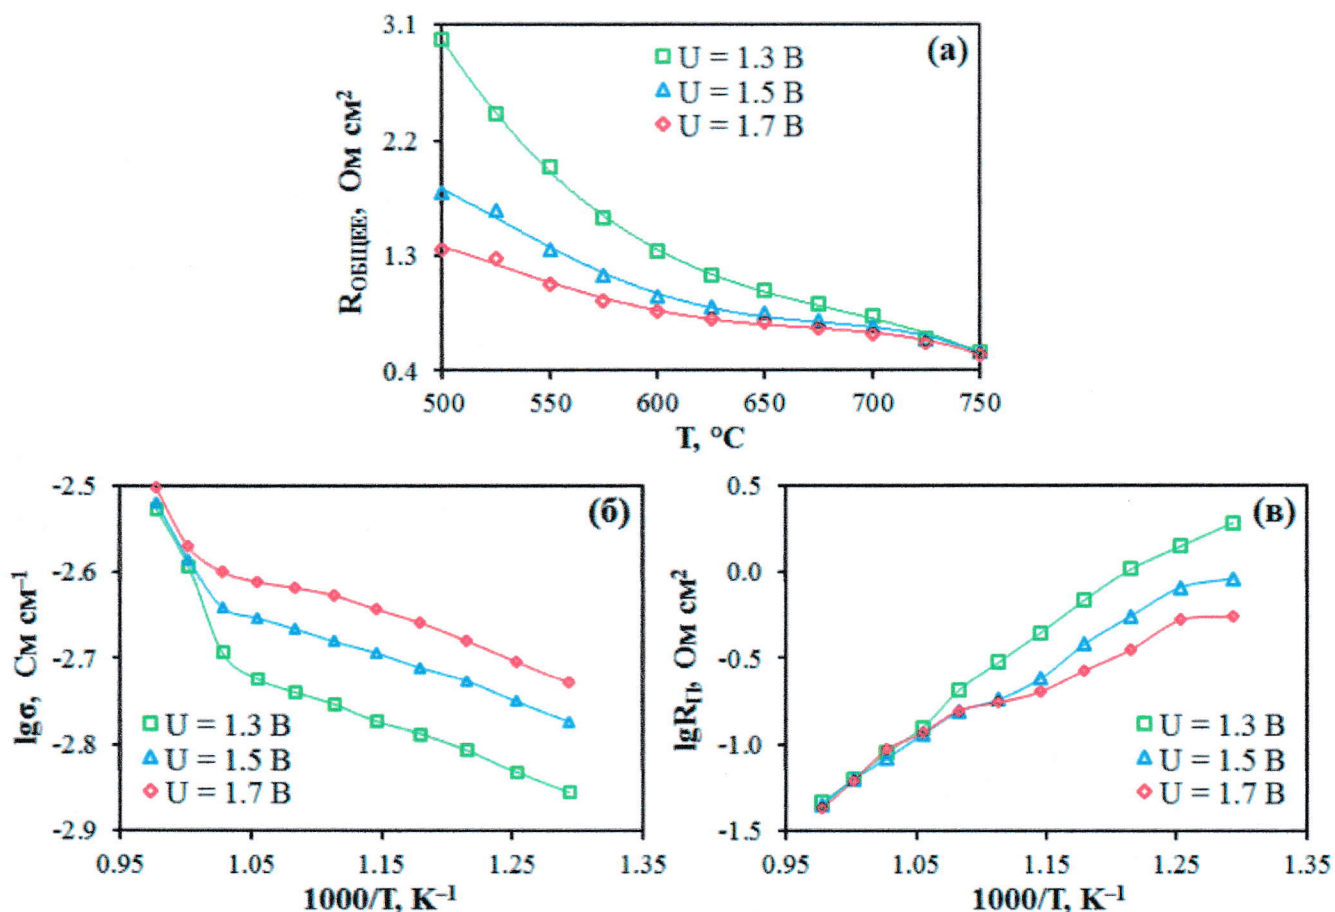 (а)
U = 1.3 В
U = 1.5 В
U = 1.7 В
RОБЩЕЕ, Ом см²
3.1
2.2
1.3
0.4
500 550 600 650 700 750
T, °C
(б)
lgσ, См см⁻¹
-2.5
-2.6
-2.7
-2.8
-2.9
U = 1.3 В
U = 1.5 В
U = 1.7 В
0.95 1.05 1.15 1.25 1.35
1000/T, K⁻¹
(в)
lgRП, Ом см²
0.5
0.0
-0.5
-1.0
-1.5
U = 1.3 В
U = 1.5 В
U = 1.7 В
0.95 1.05 1.15 1.25 1.35
1000/T, K⁻¹